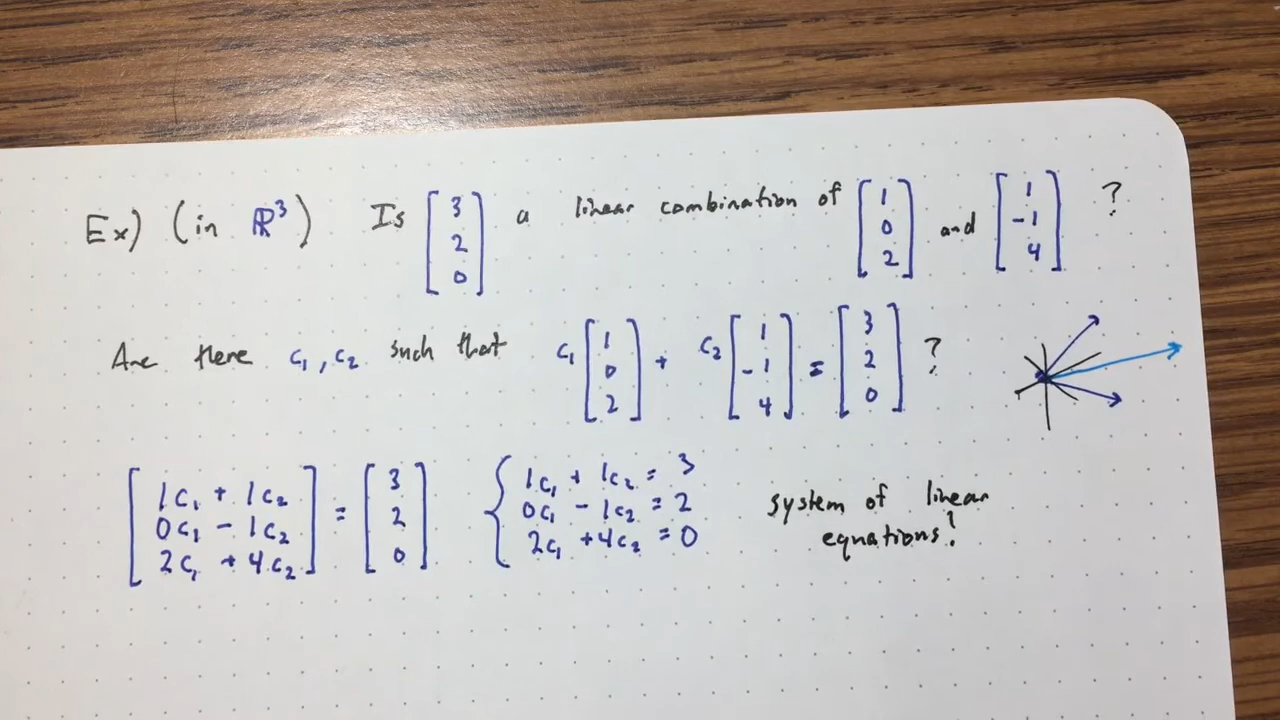 Ex) (in ℝ³) Is [3 2 0] a linear combination of [1 0 2] and [1 -1 4] ?
Are there c₁, c₂ such that c₁ [1 0 2] + c₂ [1 -1 4] = [3 2 0] ?
[1c₁ + 1c₂ 0c₁ - 1c₂ 2c₁ + 4c₂] = [3 2 0]
{ 1c₁ + 1c₂ = 3
0c₁ - 1c₂ = 2
2c₁ + 4c₂ = 0
system of linear
equations!